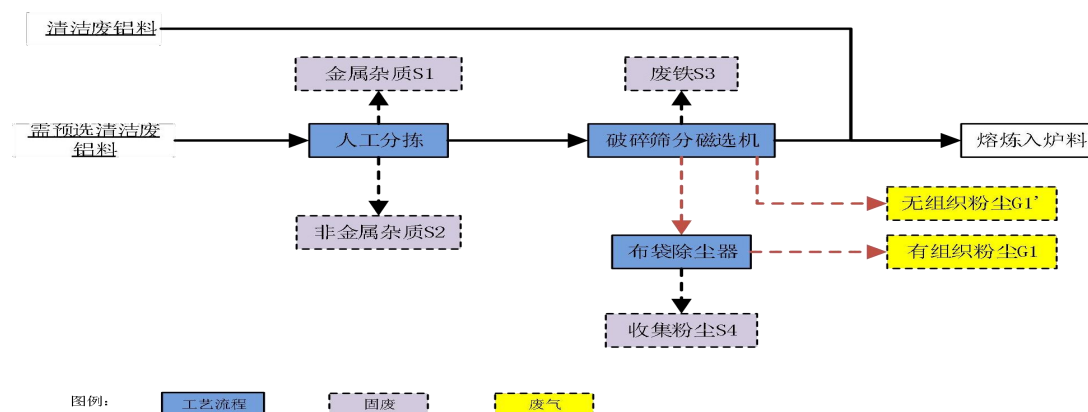 清洁废铝料
金属杂质S1
废铁S3
需预选清洁废
铝料
人工分拣
破碎筛分磁选机
熔炼入炉料
无组织粉尘G1'
非金属杂质S2
布袋除尘器
有组织粉尘G1
收集粉尘S4
图例:
工艺流程
固废
废气